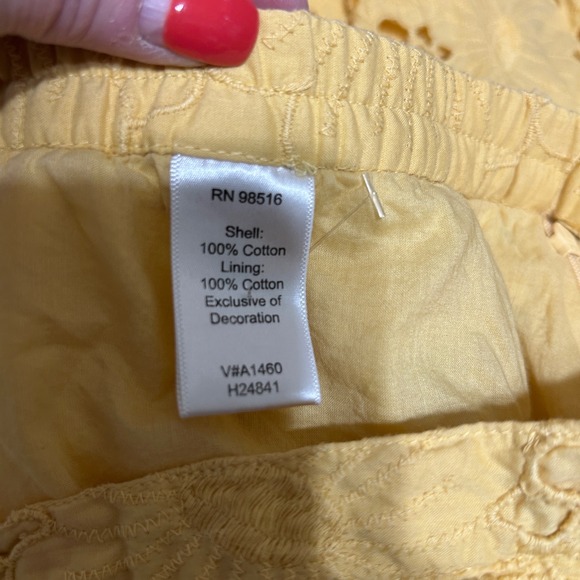 RN 98516
Shell:
100% Cotton
Lining:
100% Cotton
Exclusive of
Decoration
V#A1460
H24841